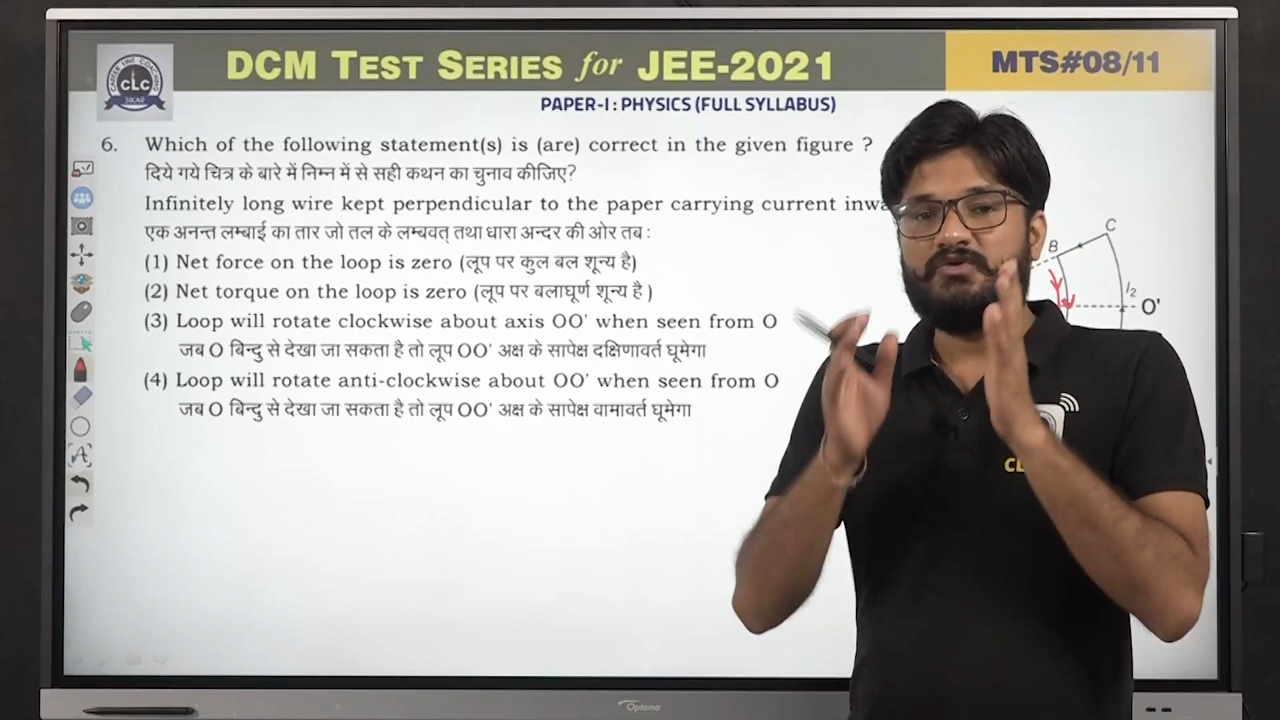 DCM TEST SERIES for JEE-2021
MTS#08/11
CLC
SIKAR
PAPER-I : PHYSICS (FULL SYLLABUS)
6. Which of the following statement(s) is (are) correct in the given figure ?
दिये गये चित्र के बारे में निम्न में से सही कथन का चुनाव कीजिए?
Infinitely long wire kept perpendicular to the paper carrying current
एक अनन्त लम्बाई का तार जो तल के लम्बवत् तथा धारा अन्दर की ओर तब :
(1) Net force on the loop is zero (लूप पर कुल बल शून्य है)
(2) Net torque on the loop is zero (लूप पर बलाघूर्ण शून्य है )
(3) Loop will rotate clockwise about axis OO' when seen from O
जब O बिन्दु से देखा जा सकता है तो लूप OO' अक्ष के सापेक्ष दक्षिणावर्त घूमेगा
(4) Loop will rotate anti-clockwise about OO' when seen from O
जब O बिन्दु से देखा जा सकता है तो लूप OO' अक्ष के सापेक्ष वामावर्त घूमेगा
B
C
I2
O'
Optoma